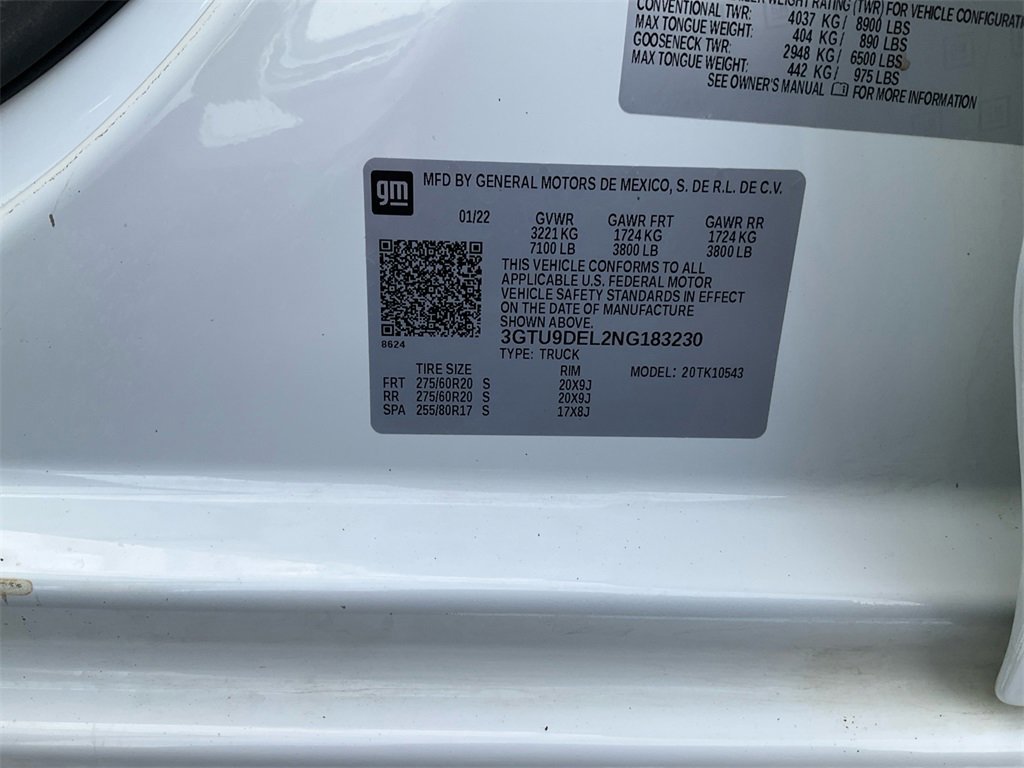 WEIGHT RATING (TWR) FOR VEHICLE
CONVENTIONAL TWR: 4037 KG / 8900 LBS
MAX TONGUE WEIGHT: 404 KG / 890 LBS
GOOSENECK TWR: 2948 KG / 6500 LBS
MAX TONGUE WEIGHT: 442 KG / 975 LBS
SEE OWNER'S MANUAL FOR MORE INFORMATION
gm
MFD BY GENERAL MOTORS DE MEXICO, S. DE R.L. DE C.V.
01/22 GVWR GAWR FRT GAWR RR
3221 KG 1724 KG 1724 KG
7100 LB 3800 LB 3800 LB
THIS VEHICLE CONFORMS TO ALL
APPLICABLE U.S. FEDERAL MOTOR
VEHICLE SAFETY STANDARDS IN EFFECT
ON THE DATE OF MANUFACTURE
SHOWN ABOVE.
8624
3GTU9DEL2NG183230
TYPE: TRUCK
TIRE SIZE RIM MODEL: 20TK10543
FRT 275/60R20 S 20X9J
RR 275/60R20 S 20X9J
SPA 255/80R17 S 17X8J